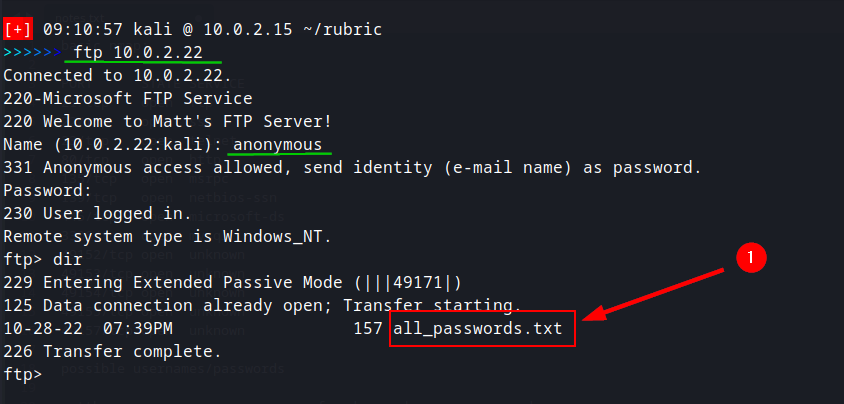 [+] 09:10:57 kali @ 10.0.2.15 ~/rubric
>>>>>> ftp 10.0.2.22
Connected to 10.0.2.22.
220-Microsoft FTP Service
220 Welcome to Matt's FTP Server!
Name (10.0.2.22:kali): anonymous
331 Anonymous access allowed, send identity (e-mail name) as password.
Password:
230 User logged in.
Remote system type is Windows_NT.
ftp> dir
229 Entering Extended Passive Mode (|||49171|)
125 Data connection already open; Transfer starting.
10-28-22  07:39PM                  157 all_passwords.txt
226 Transfer complete.
ftp>
1